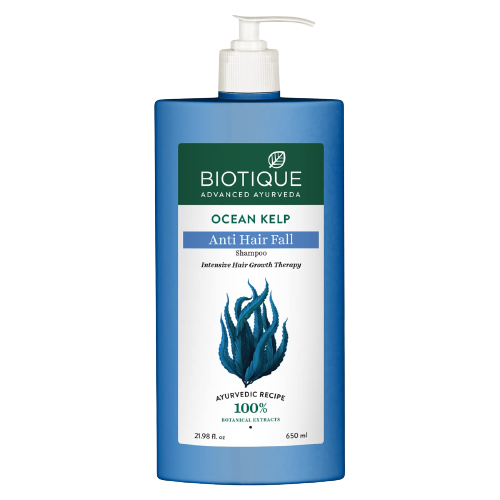 BIOTIQUE
ADVANCED AYURVEDA
OCEAN KELP
Anti Hair Fall
Shampoo
Intensive Hair Growth Therapy
AYURVEDIC RECIPE
100%
BOTANICAL EXTRACTS
21.98 fl. oz 650 ml